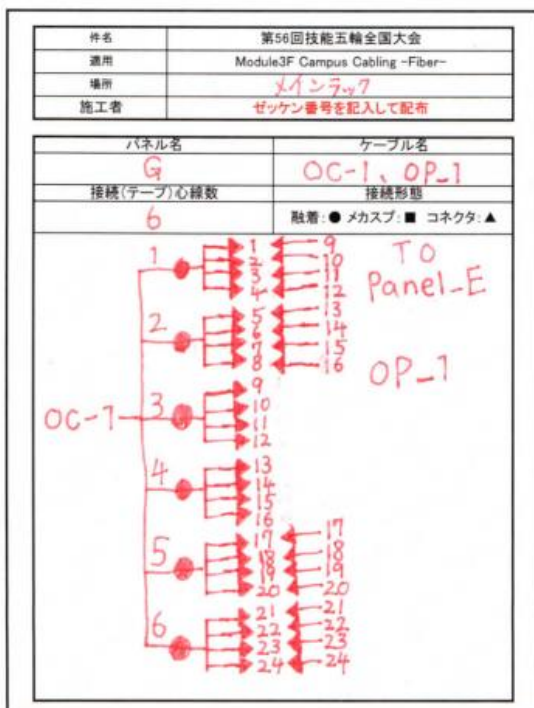 件名 第56回技能五輪全国大会
適用 Module3F Campus Cabling -Fiber-
場所 メインラック
施工者 ゼッケン番号を記入して配布
パネル名 ケーブル名
G OC-1、OP_1
接続(テープ)心線数 接続形態
6 融着:● メカスプ:■ コネクタ:▲
TO
Panel_E
OP_1
OC-1
1
1 9
2 10
3 11
4 12
2
5 13
6 14
7 15
8 16
3
9
10
11
12
4
13
14
15
16
5
17 17
18 18
19 19
20 20
6
21 21
22 22
23 23
24 24